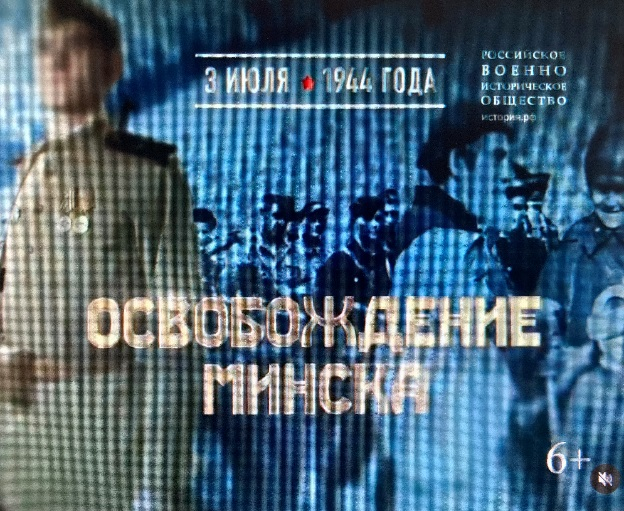 3 ИЮЛЯ 1944 ГОДА
РОССИЙСКОЕ
ВОЕННО
ИСТОРИЧЕСКОЕ
ОБЩЕСТВО
история.рф
ОСВОБОЖДЕНИЕ
МИНСКА
6+